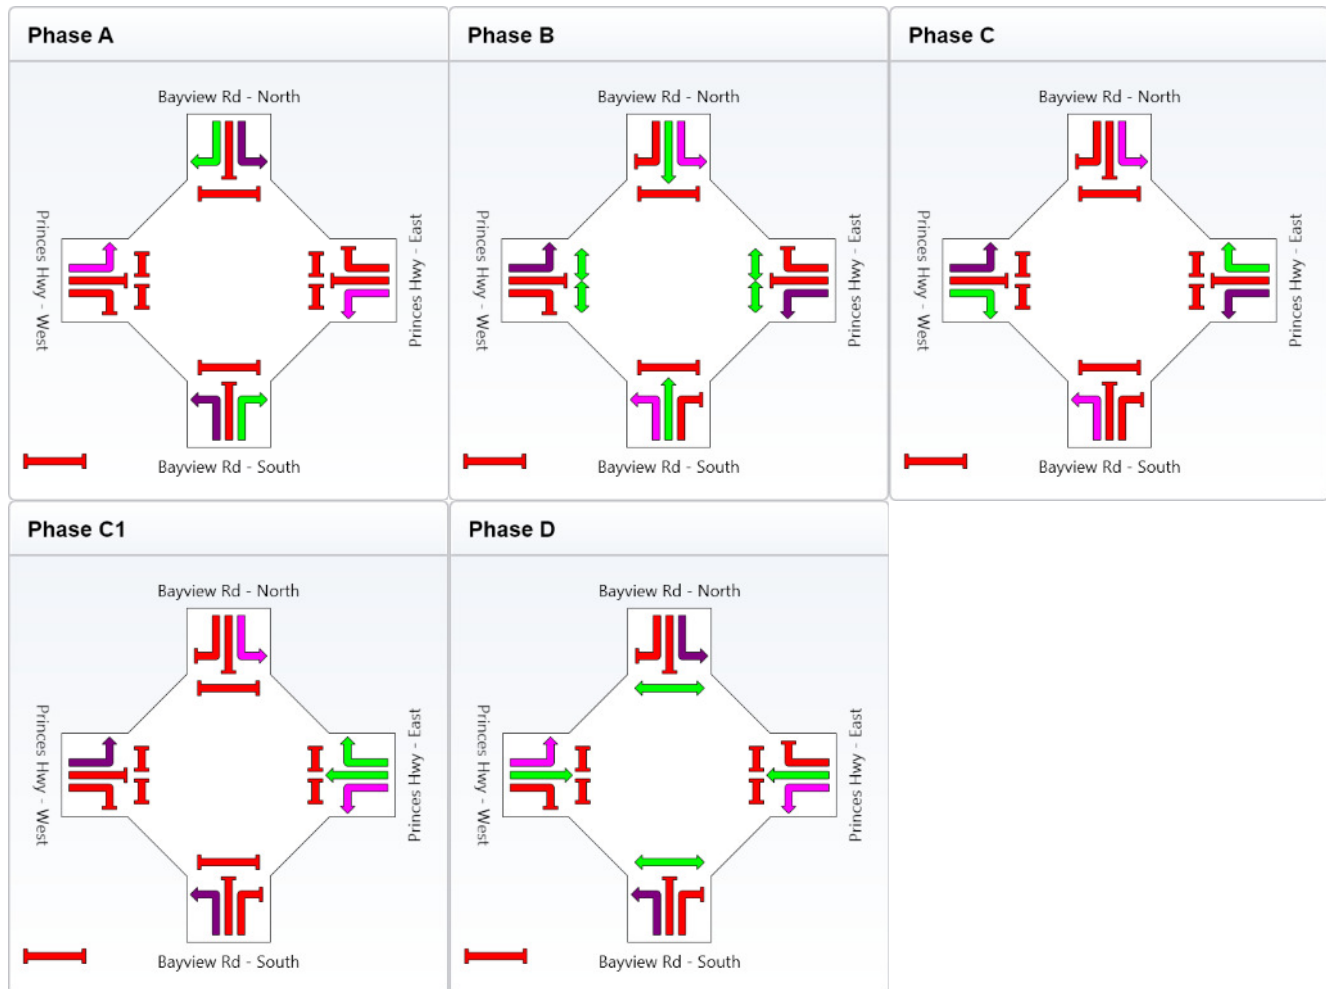 Phase A
Phase B
Phase C
Bayview Rd - North
Princes Hwy - West
Princes Hwy - East
Bayview Rd - South
Bayview Rd - North
Princes Hwy - West
Princes Hwy - East
Bayview Rd - South
Bayview Rd - North
Princes Hwy - West
Princes Hwy - East
Bayview Rd - South
Phase C1
Phase D
Bayview Rd - North
Princes Hwy - West
Princes Hwy - East
Bayview Rd - South
Bayview Rd - North
Princes Hwy - West
Princes Hwy - East
Bayview Rd - South